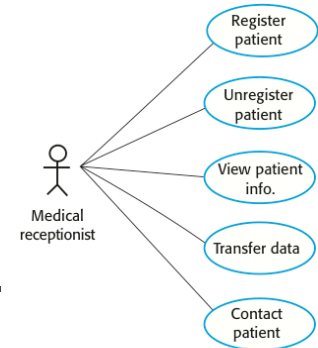 Register
patient
Unregister
patient
View patient
info.
Medical
receptionist
Transfer data
Contact
patient